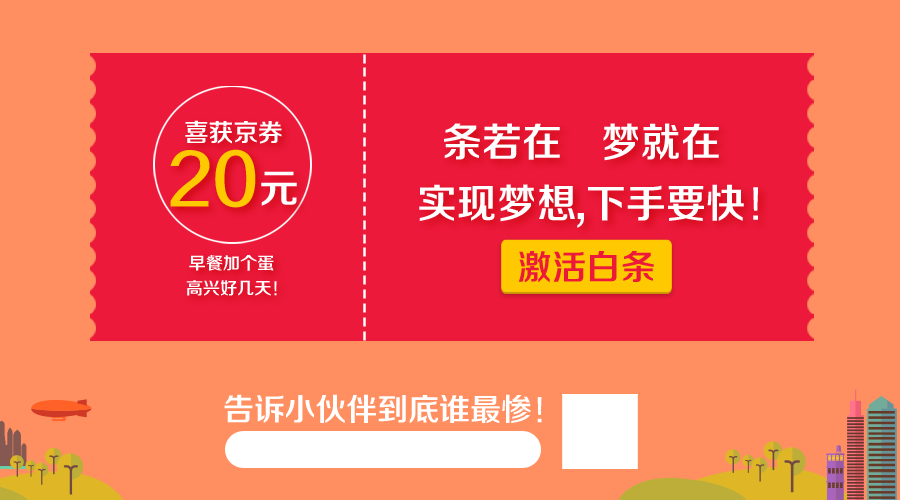 喜获京券
20元
早餐加个蛋
高兴好几天!
条若在 梦就在
实现梦想,下手要快!
激活白条
告诉小伙伴到底谁最惨!